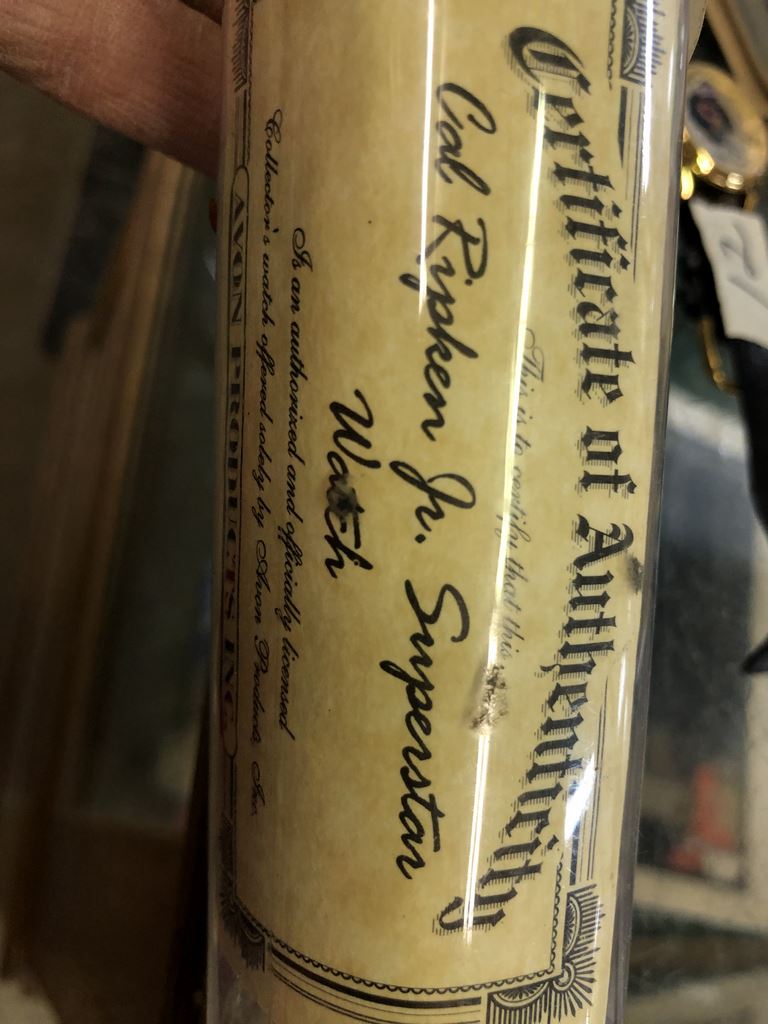 Certificate of Authenticity
This is to certify that this
Cal Ripken Jr. Superstar
Watch
Is an authorized and officially licensed
Collector's watch offered solely by Avon Products, Inc.
AVON PRODUCTS INC.
12